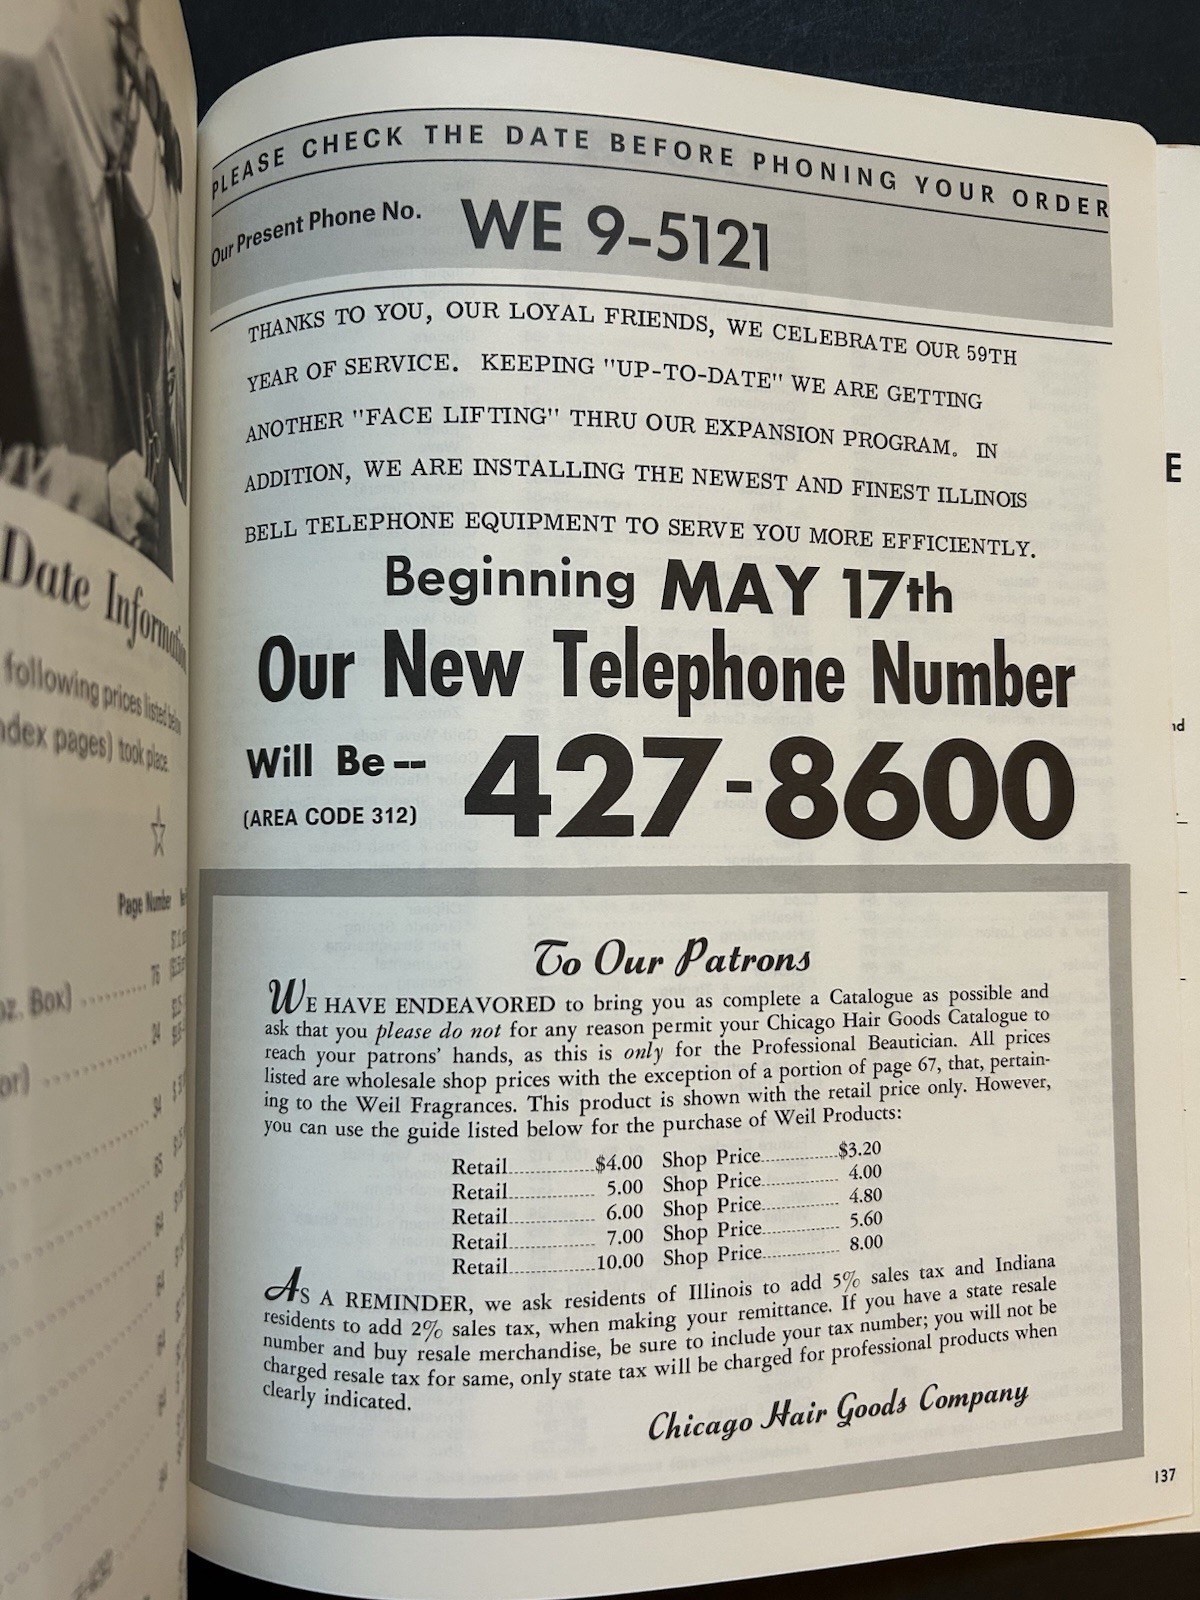 Date Information
following prices listed below
ndex pages) took place.
Page Number
76
oz. Box)
24
or)
94
65
64
PLEASE CHECK THE DATE BEFORE PHONING YOUR ORDER
Our Present Phone No. WE 9-5121
THANKS TO YOU, OUR LOYAL FRIENDS, WE CELEBRATE OUR 59TH
YEAR OF SERVICE. KEEPING "UP-TO-DATE" WE ARE GETTING
ANOTHER "FACE LIFTING" THRU OUR EXPANSION PROGRAM. IN
ADDITION, WE ARE INSTALLING THE NEWEST AND FINEST ILLINOIS
BELL TELEPHONE EQUIPMENT TO SERVE YOU MORE EFFICIENTLY.
Beginning MAY 17th
Our New Telephone Number
Will Be-- 427-8600
(AREA CODE 312)
To Our Patrons
WE HAVE ENDEAVORED to bring you as complete a Catalogue as possible and
ask that you please do not for any reason permit your Chicago Hair Goods Catalogue to
reach your patrons' hands, as this is only for the Professional Beautician. All prices
listed are wholesale shop prices with the exception of a portion of page 67, that, pertain-
ing to the Weil Fragrances. This product is shown with the retail price only. However,
you can use the guide listed below for the purchase of Weil Products:
Retail..............$4.00 Shop Price..............$3.20
Retail.............. 5.00 Shop Price.............. 4.00
Retail.............. 6.00 Shop Price.............. 4.80
Retail.............. 7.00 Shop Price.............. 5.60
Retail..............10.00 Shop Price.............. 8.00
AS A REMINDER, we ask residents of Illinois to add 5% sales tax and Indiana
residents to add 2% sales tax, when making your remittance. If you have a state resale
number and buy resale merchandise, be sure to include your tax number; you will not be
charged resale tax for same, only state tax will be charged for professional products when
clearly indicated.
Chicago Hair Goods Company
137
E
nd